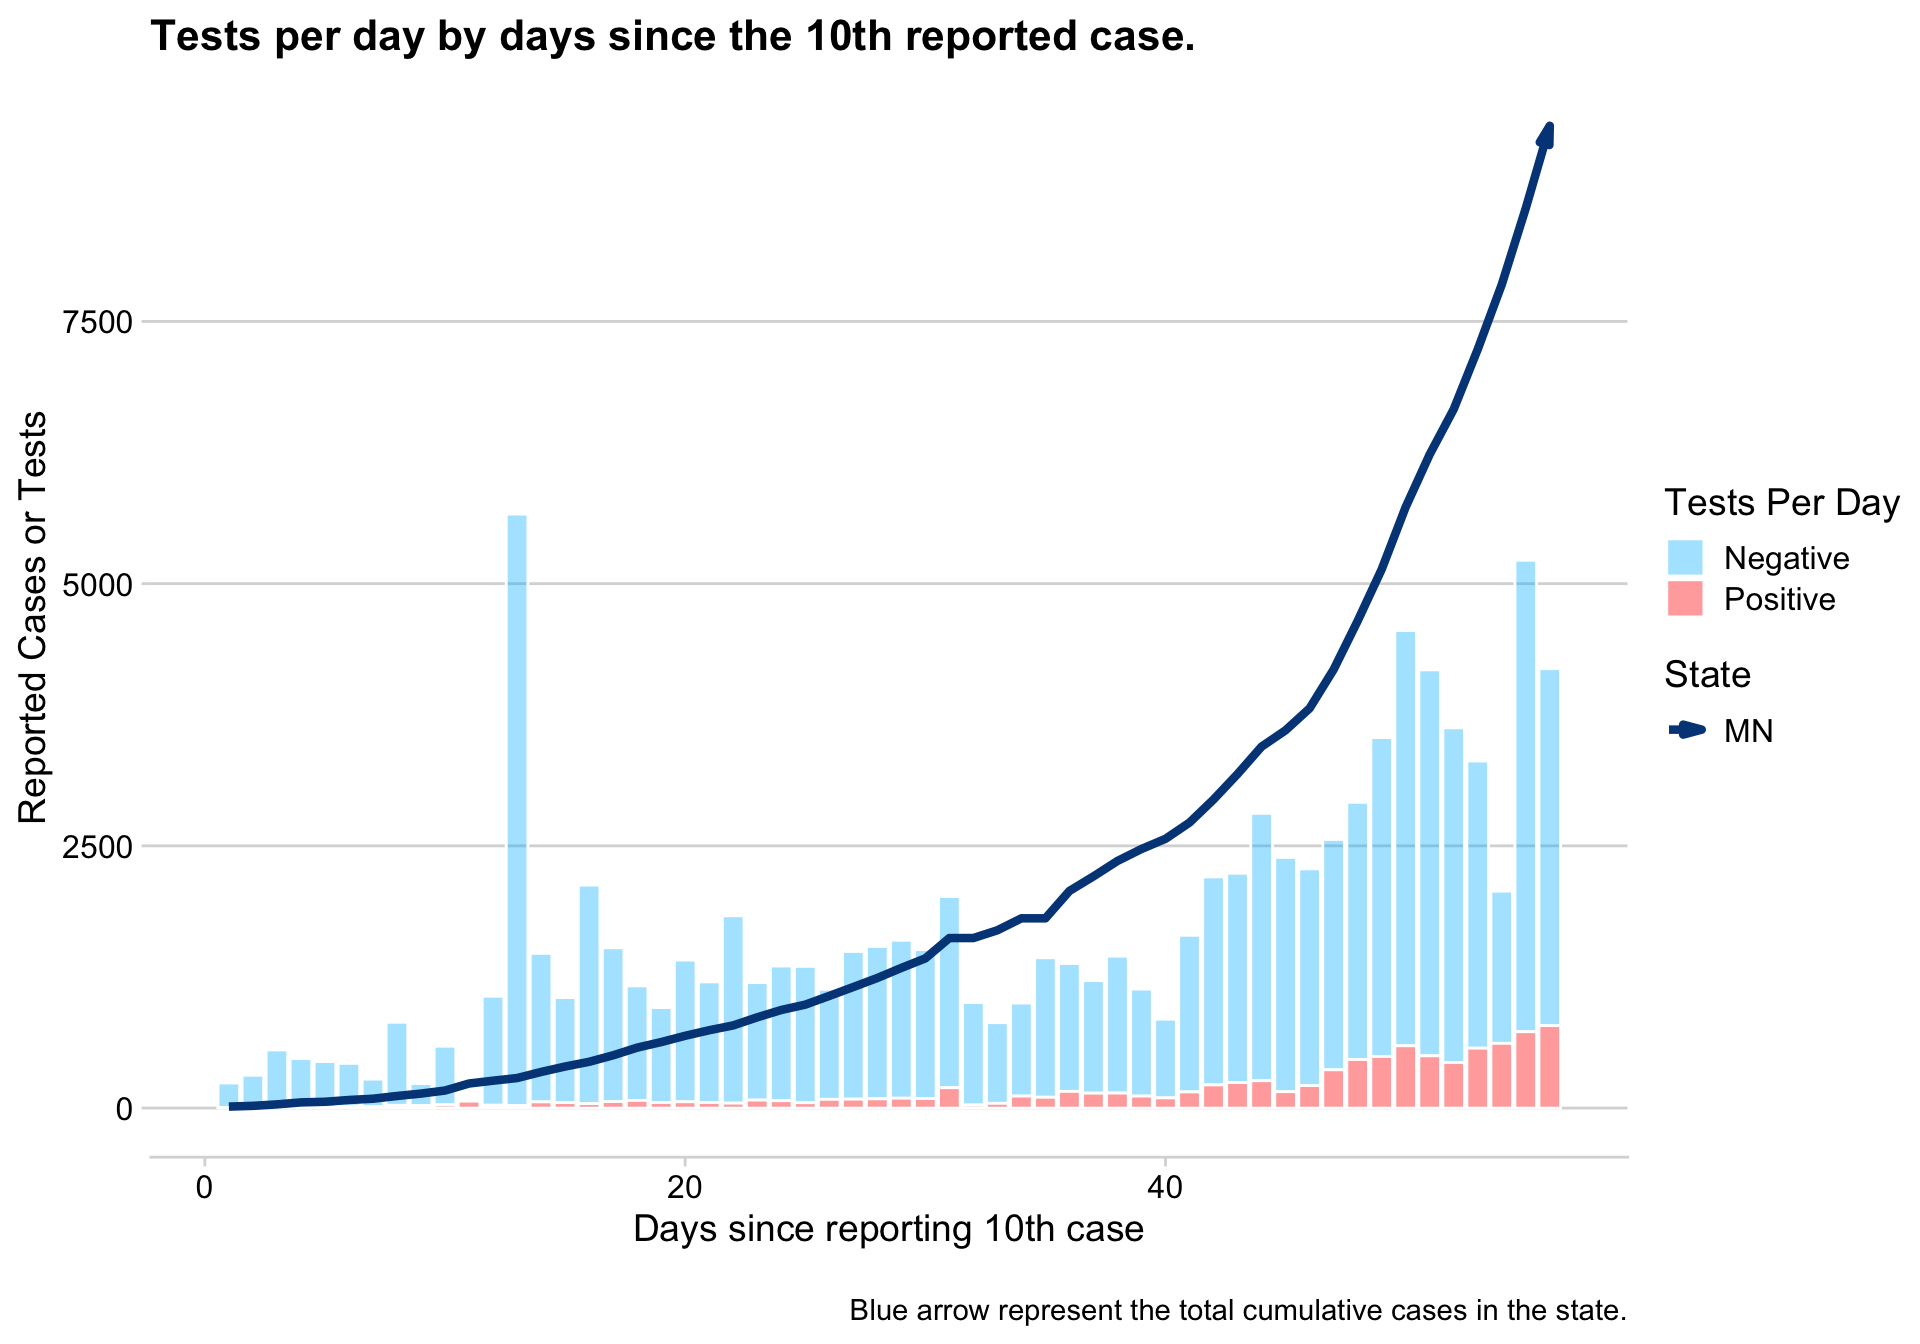 Tests per day by days since the 10th reported case.
Reported Cases or Tests
7500
5000
2500
0
0 20 40
Days since reporting 10th case
Tests Per Day
Negative
Positive
State
MN
Blue arrow represent the total cumulative cases in the state.